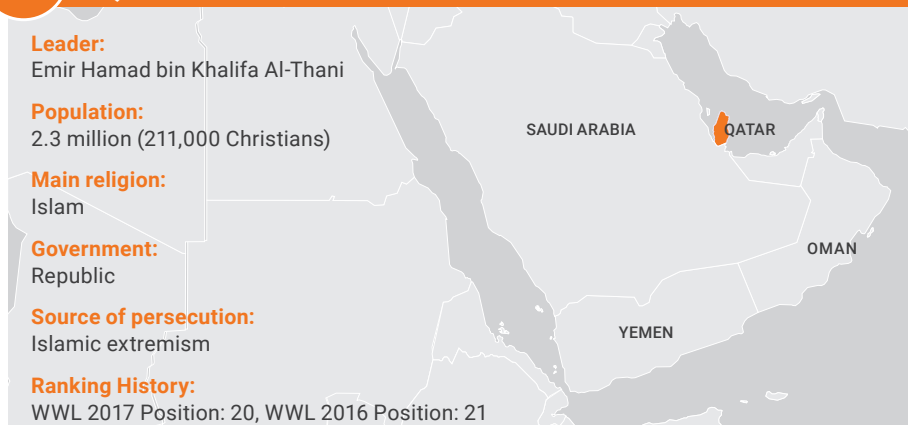 Leader:
Emir Hamad bin Khalifa Al-Thani
Population:
2.3 million (211,000 Christians)
Main religion:
Islam
Government:
Republic
Source of persecution:
Islamic extremism
Ranking History:
WWL 2017 Position: 20, WWL 2016 Position: 21
SAUDI ARABIA
QATAR
OMAN
YEMEN